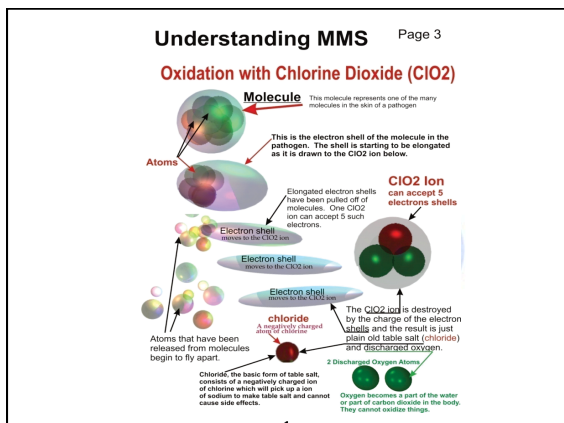 Understanding MMS Page 3
Oxidation with Chlorine Dioxide (ClO2)
Molecule
This molecule represents one of the many
molecules in the skin of a pathogen
This is the electron shell of the molecule in the
pathogen. The shell is starting to be elongated
as it is drawn to the ClO2 ion below.
Atoms
Elongated electron shells
have been pulled off of
molecules. One ClO2
ion can accept 5 such
electrons.
ClO2 Ion
can accept 5
electrons shells
Electron shell
moves to the ClO2 ion
Electron shell
moves to the ClO2 ion
Electron shell
moves to the ClO2 ion
The ClO2 ion is destroyed
by the charge of the electron
shells and the result is just
plain old table salt (chloride)
and discharged oxygen.
Atoms that have been
released from molecules
begin to fly apart.
chloride
A negatively charged
atom of chlorine
Chloride, the basic form of table salt,
consists of a negatively charged ion
of chlorine which will pick up a ion
of sodium to make table salt and cannot
cause side effects.
2 Discharged Oxygen Atoms
Oxygen becomes a part of the water
or part of carbon dioxide in the body.
They cannot oxidize things.